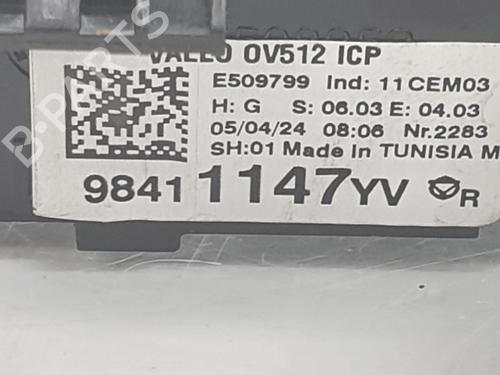 VALEO OV512 ICP
E509799 Ind: 11CEM03
H: G S: 06.03 E: 04.03
05/04/24 08:06 Nr.2283
SH:01 Made In TUNISIA M
98411147YV R
B-PARTS